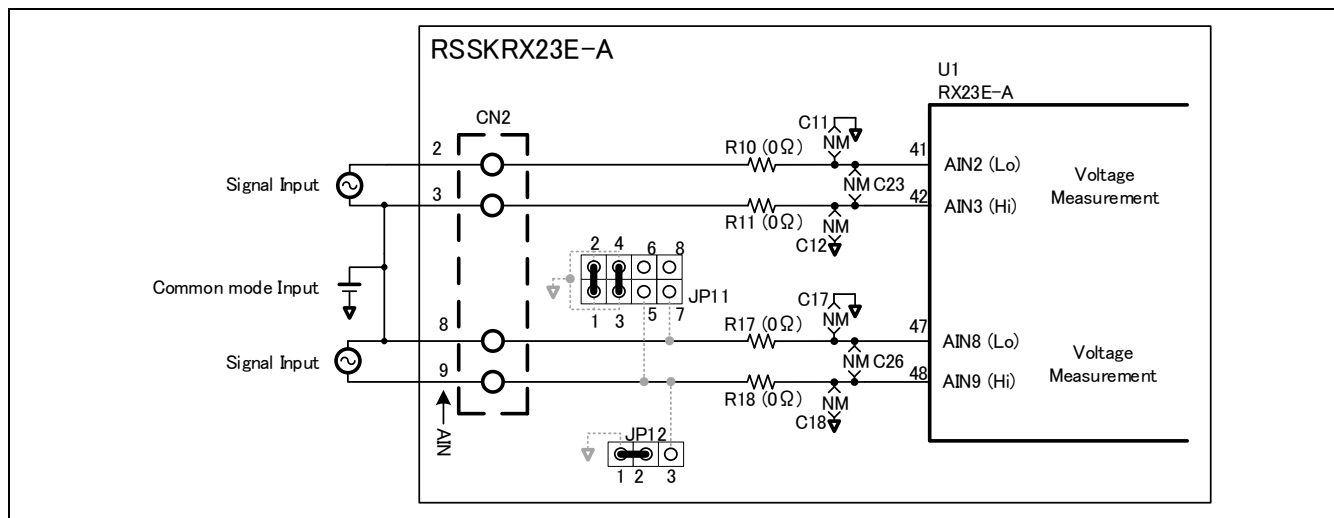 RSSKRX23E-A
U1
RX23E-A
CN2
Signal Input
2
3
R10 (0Ω)
R11 (0Ω)
C11
NM
NM C23
NM
C12
41
42
AIN2 (Lo)
AIN3 (Hi)
Voltage
Measurement
Common mode Input
2 4 6 8
JP11
1 3 5 7
Signal Input
8
9
AIN
R17 (0Ω)
R18 (0Ω)
C17
NM
NM C26
NM
C18
47
48
AIN8 (Lo)
AIN9 (Hi)
Voltage
Measurement
JP12
1 2 3